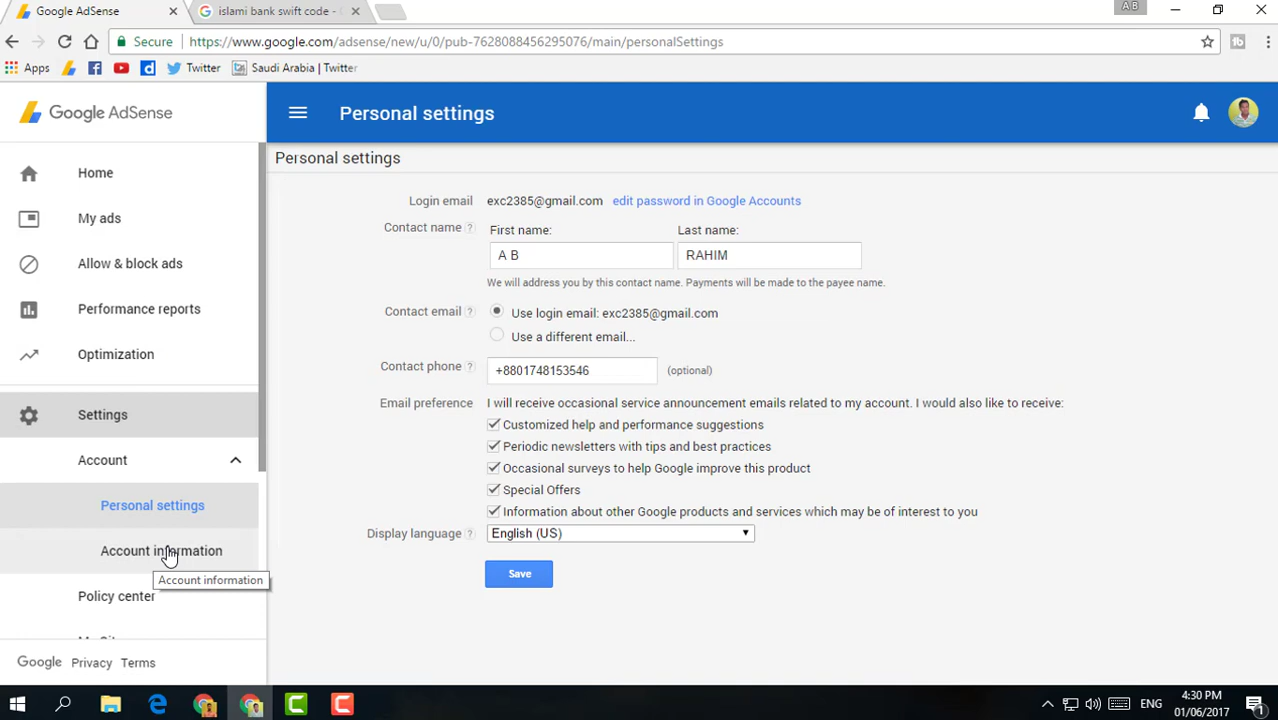 Google AdSense
islami bank swift code -
A B
Secure
https://www.google.com/adsense/new/u/0/pub-7628088456295076/main/personalSettings
Apps
Twitter
Saudi Arabia | Twitter
Google AdSense
Personal settings
Home
My ads
Allow & block ads
Performance reports
Optimization
Settings
Account
Personal settings
Account information
Account information
Policy center
Google
Privacy
Terms
Personal settings
Login email exc2385@gmail.com edit password in Google Accounts
Contact name ? First name: Last name:
A B RAHIM
We will address you by this contact name. Payments will be made to the payee name.
Contact email ? Use login email: exc2385@gmail.com
Use a different email...
Contact phone ? +8801748153546 (optional)
Email preference I will receive occasional service announcement emails related to my account. I would also like to receive:
Customized help and performance suggestions
Periodic newsletters with tips and best practices
Occasional surveys to help Google improve this product
Special Offers
Information about other Google products and services which may be of interest to you
Display language ? English (US)
Save
ENG
4:30 PM
01/06/2017
1